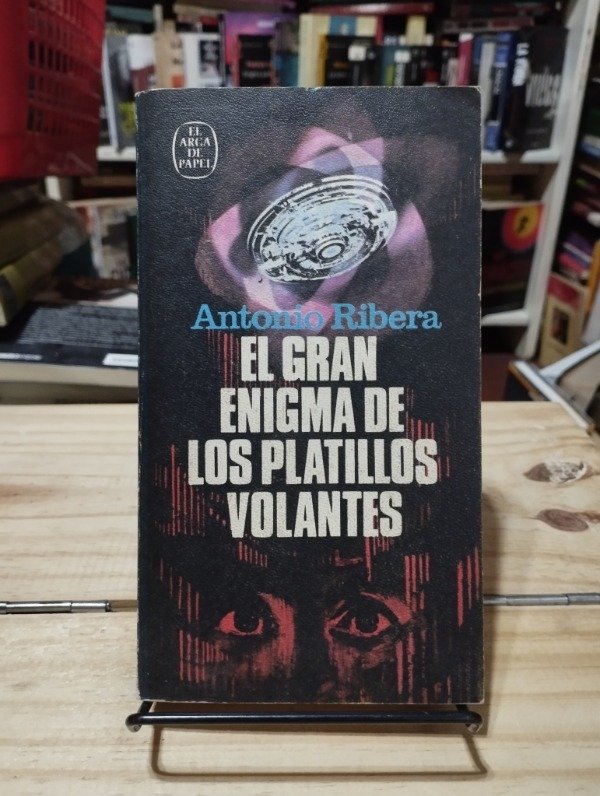 EL
ARCA
DE
PAPEL
Antonio Ribera
EL GRAN
ENIGMA DE
LOS PLATILLOS
VOLANTES